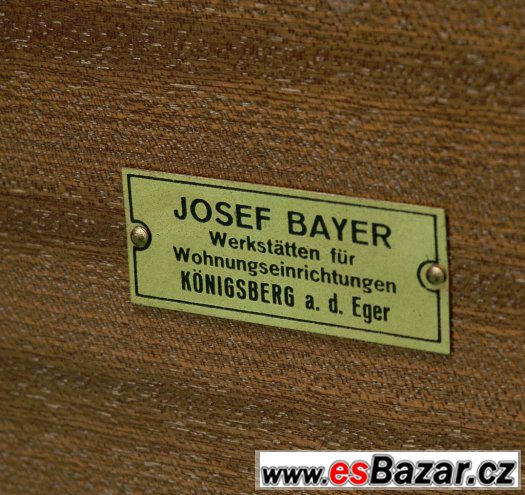 JOSEF BAYER
Werkstätten für
Wohnungseinrichtungen
KÖNIGSBERG a. d. Eger
www.esBazar.cz